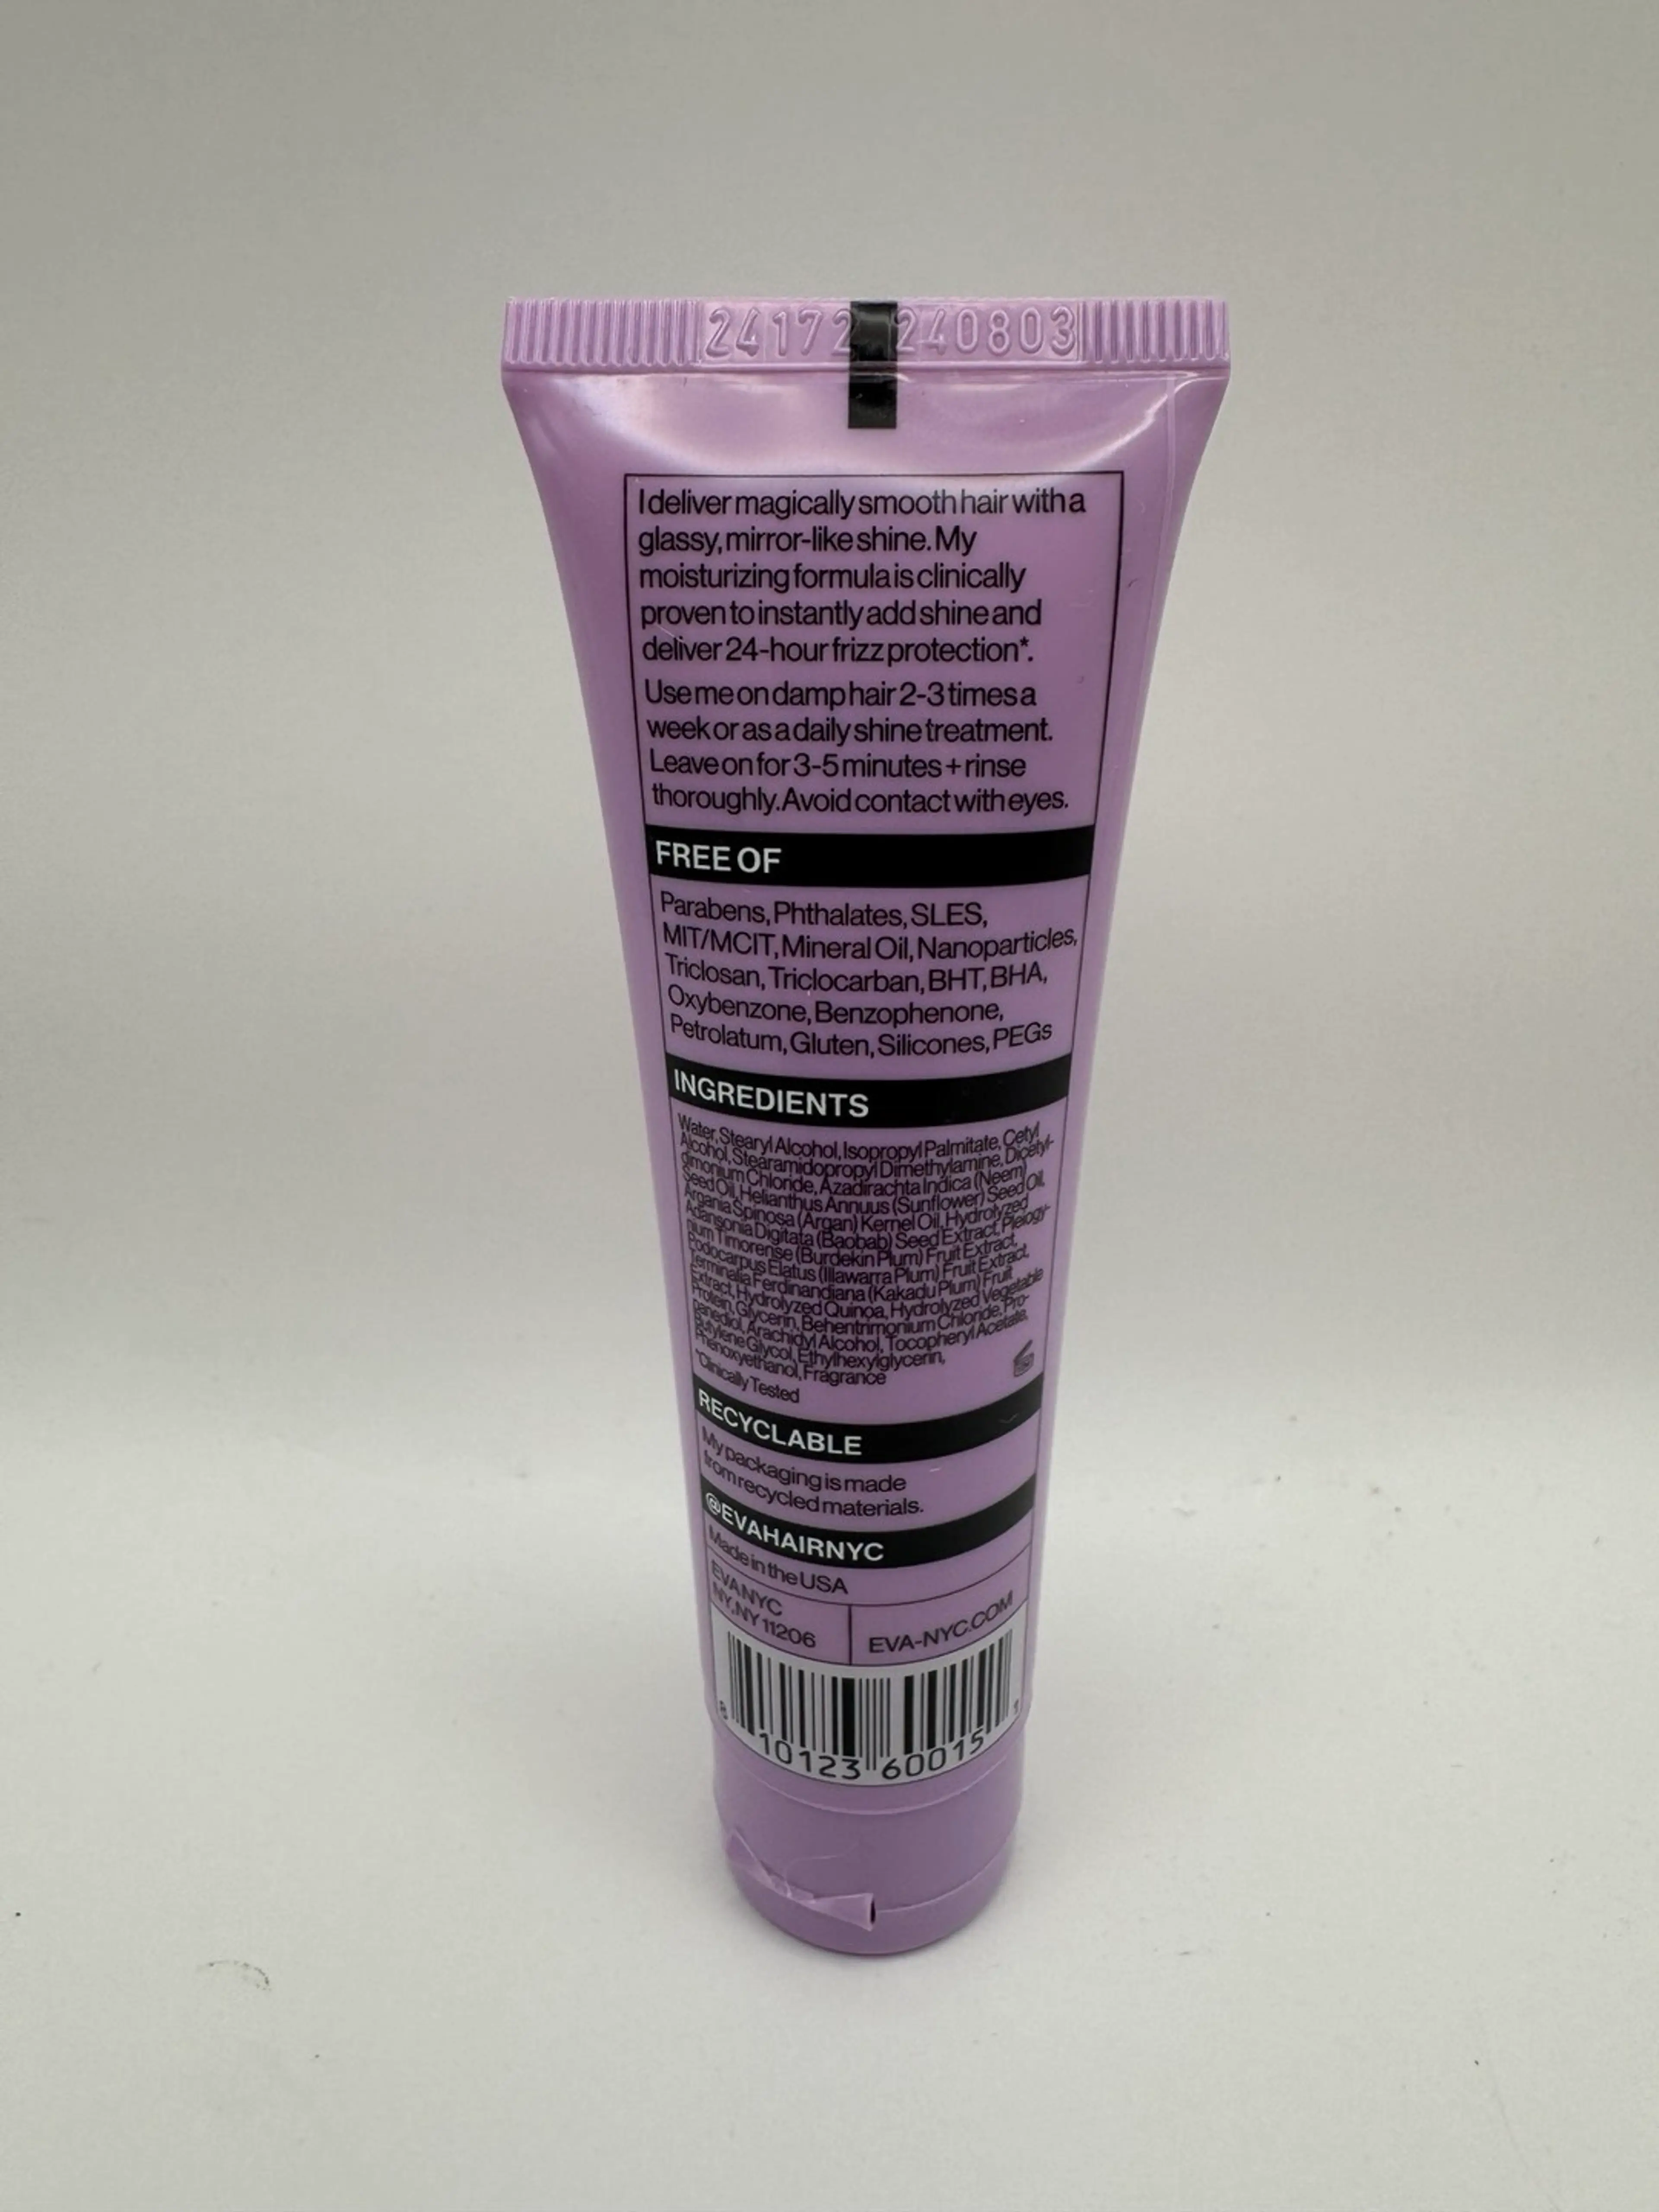 24172 240803
I deliver magically smooth hair with a
glassy, mirror-like shine. My
moisturizing formula is clinically
proven to instantly add shine and
deliver 24-hour frizz protection*.
Use me on damp hair 2-3 times a
week or as a daily shine treatment.
Leave on for 3-5 minutes + rinse
thoroughly. Avoid contact with eyes.
FREE OF
Parabens, Phthalates, SLES,
MIT/MCIT, Mineral Oil, Nanoparticles,
Triclosan, Triclocarban, BHT, BHA,
Oxybenzone, Benzophenone,
Petrolatum, Gluten, Silicones, PEGs
INGREDIENTS
Water, Stearyl Alcohol, Isopropyl Palmitate, Cetyl
Alcohol, Stearamidopropyl Dimethylamine, Dicetyl-
dimonium Chloride, Azadirachta Indica (Neem)
Seed Oil, Helianthus Annuus (Sunflower) Seed Oil,
Argania Spinosa (Argan) Kernel Oil, Hydrolyzed
Adansonia Digitata (Baobab) Seed Extract, Pleiogy-
nium Timorense (Burdekin Plum) Fruit Extract,
Podocarpus Elatus (Illawarra Plum) Fruit Extract,
Terminalia Ferdinandiana (Kakadu Plum) Fruit
Extract, Hydrolyzed Quinoa, Hydrolyzed Vegetable
Protein, Glycerin, Behentrimonium Chloride, Pro-
panediol, Arachidyl Alcohol, Tocopheryl Acetate,
Butylene Glycol, Ethylhexylglycerin,
Phenoxyethanol, Fragrance
*Clinically Tested
RECYCLABLE
My packaging is made
from recycled materials.
@EVAHAIRNYC
Made in the USA
EVA NYC
NY, NY 11206
EVA-NYC.COM
8 10123 60015 1